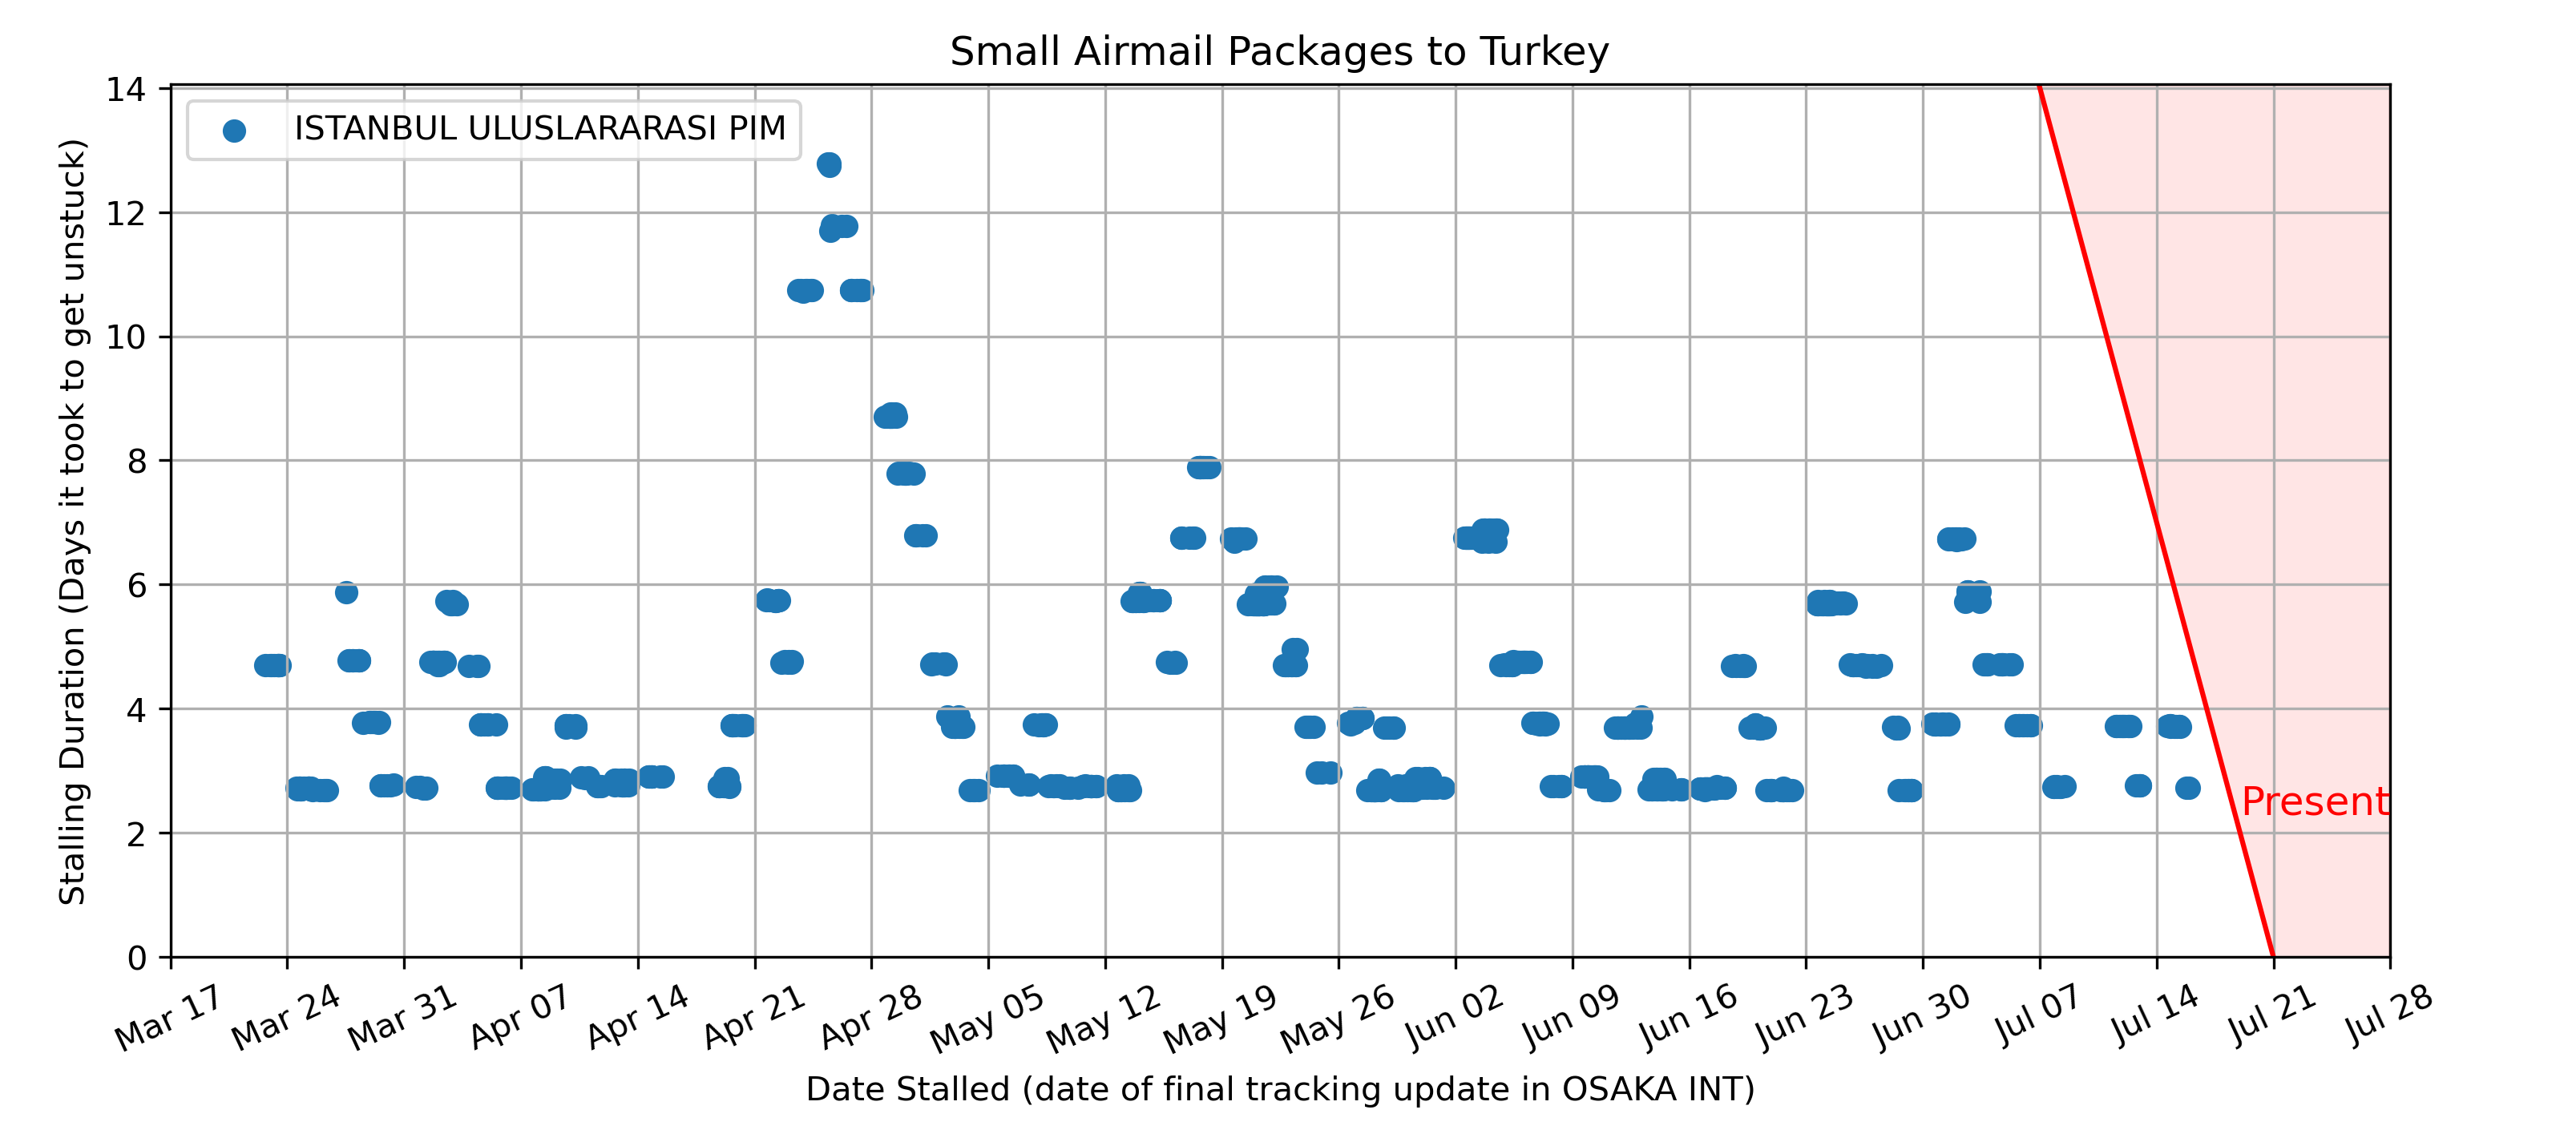 Small Airmail Packages to Turkey
ISTANBUL ULUSLARARASI PIM
Stalling Duration (Days it took to get unstuck)
14
12
10
8
6
4
2
0
Present
Mar 17
Mar 24
Mar 31
Apr 07
Apr 14
Apr 21
Apr 28
May 05
May 12
May 19
May 26
Jun 02
Jun 09
Jun 16
Jun 23
Jun 30
Jul 07
Jul 14
Jul 21
Jul 28
Date Stalled (date of final tracking update in OSAKA INT)